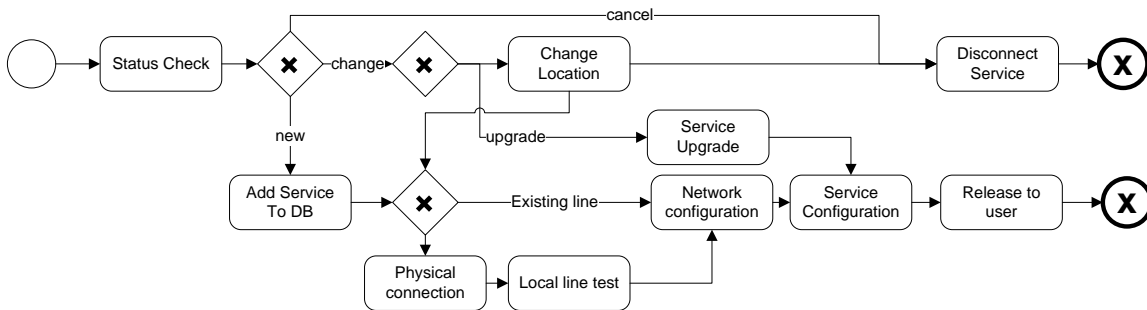 cancel
Status Check
change
Change
Location
Disconnect
Service
X
new
upgrade
Service
Upgrade
Add Service
To DB
Existing line
Network
configuration
Service
Configuration
Release to
user
X
Physical
connection
Local line test